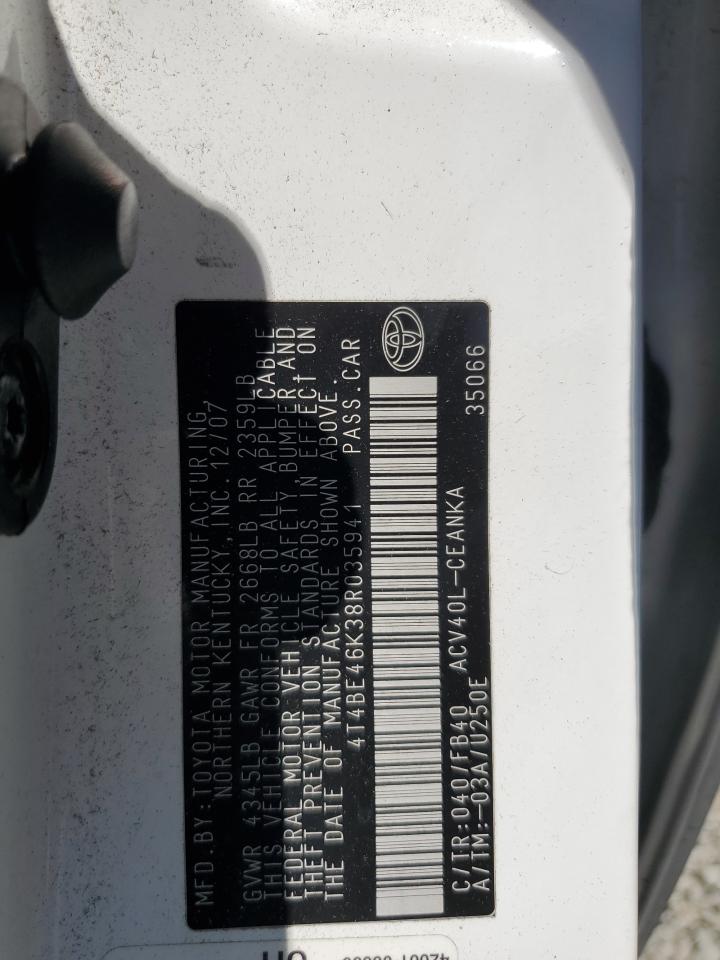 MFD.BY:TOYOTA MOTOR MANUFACTURING,
NORTHERN KENTUCKY,INC.12/07
GVWR 4345LB GAWR FR 2668LB RR 2359LB
THIS VEHICLE CONFORMS TO ALL APPLICABLE
FEDERAL MOTOR VEHICLE SAFETY,BUMPER,AND
THEFT PREVENTION STANDARDS IN EFFECT ON
THE DATE OF MANUFACTURE SHOWN ABOVE.
4T4BE46K38R035941 PASS.CAR
C/TR:040/FB40 ACV40L-CEANKA
A/TM:-03A/U250E 35066